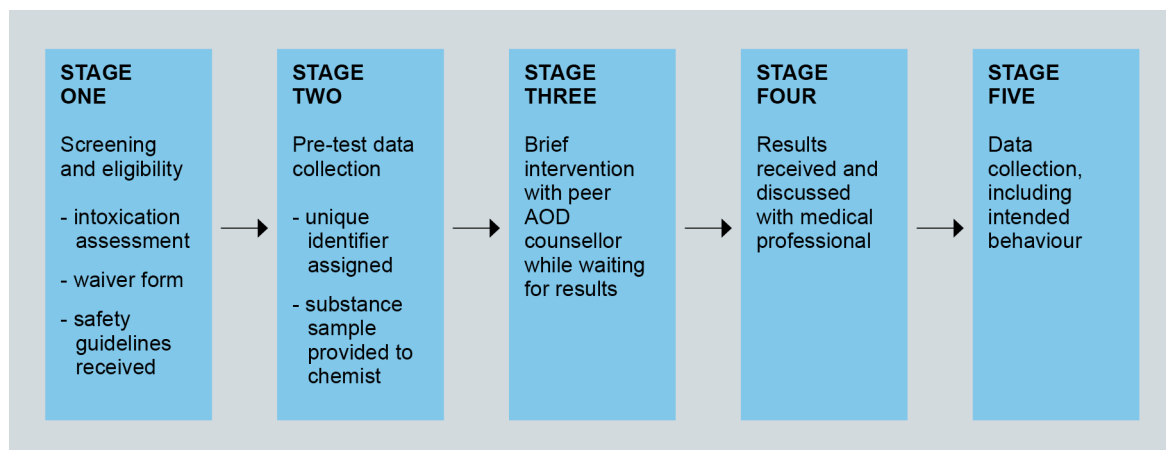 STAGE
ONE
Screening
and eligibility
- intoxication
assessment
- waiver form
- safety
guidelines
received
STAGE
TWO
Pre-test data
collection
- unique
identifier
assigned
- substance
sample
provided to
chemist
STAGE
THREE
Brief
intervention
with peer
AOD
counsellor
while waiting
for results
STAGE
FOUR
Results
received and
discussed
with medical
professional
STAGE
FIVE
Data
collection,
including
intended
behaviour